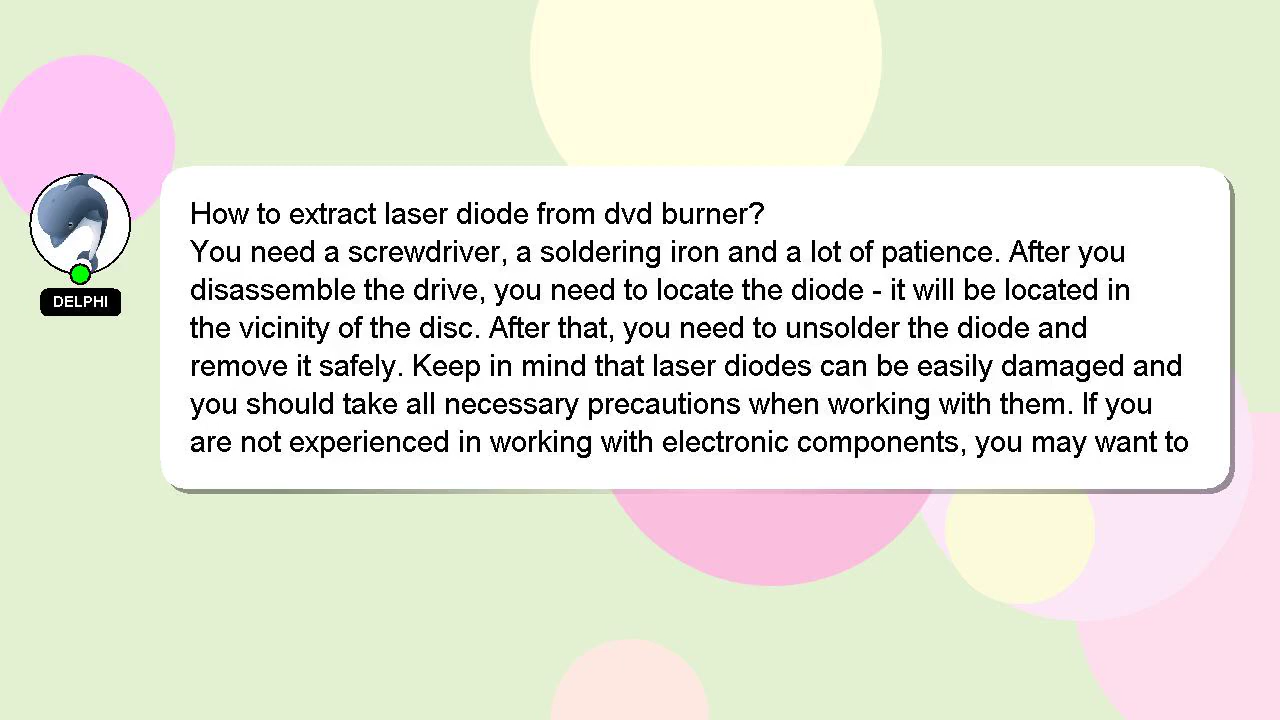 How to extract laser diode from dvd burner?
You need a screwdriver, a soldering iron and a lot of patience. After you
disassemble the drive, you need to locate the diode - it will be located in
the vicinity of the disc. After that, you need to unsolder the diode and
remove it safely. Keep in mind that laser diodes can be easily damaged and
you should take all necessary precautions when working with them. If you
are not experienced in working with electronic components, you may want to
DELPHI